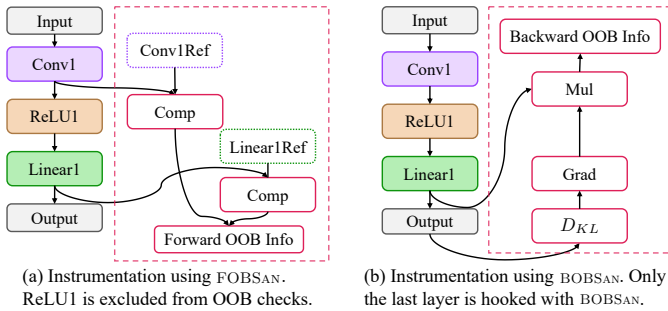 Input
Conv1
ReLU1
Linear1
Output
Conv1Ref
Comp
Linear1Ref
Comp
Forward OOB Info
(a) Instrumentation using FOBSAN.
ReLU1 is excluded from OOB checks.
Input
Conv1
ReLU1
Linear1
Output
Backward OOB Info
Mul
Grad
D_{KL}
(b) Instrumentation using BOBSAN. Only
the last layer is hooked with BOBSAN.